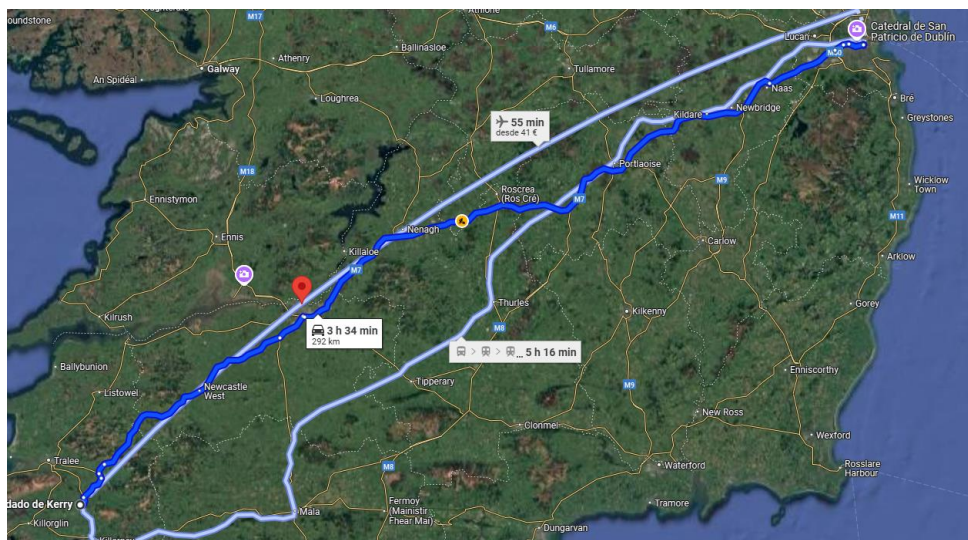 oundstone
M17
Athlone
M6
Lucan
Catedral de San
Patricio de Dublín
Ballinasloe
M50
Galway
Athenry
An Spidéal
Tullamore
Naas
Loughrea
Bré
Newbridge
Kildare
Greystones
55 min
desde 41 €
Portlaoise
M18
M9
Wicklow
Town
Roscrea
(Ros Cré)
M7
Ennistymon
M11
Nenagh
Ennis
Carlow
Killaloe
Arklow
M7
Thurles
Gorey
Kilrush
Kilkenny
3 h 34 min
292 km
M8
5 h 16 min
Ballybunion
Enniscorthy
Tipperary
Newcastle
West
Listowel
M9
New Ross
Clonmel
Wexford
Tralee
M8
Waterford
Rosslare
Harbour
dado de Kerry
Mala
Fermoy
(Mainistir
Fhear Maí)
Tramore
Killorglin
Dungarvan
Killarney